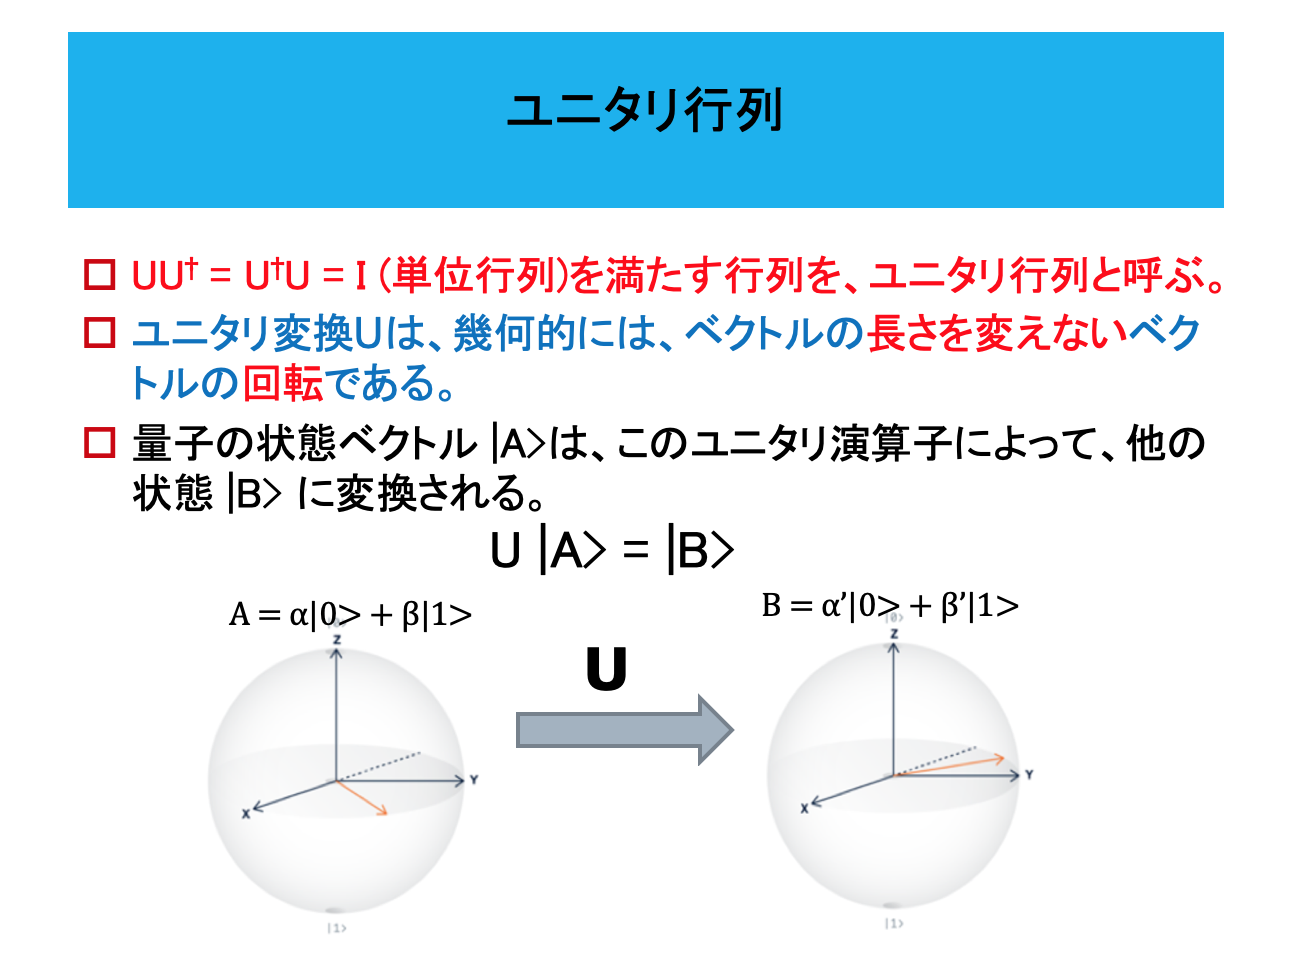 ユニタリ行列
UU† = U†U = I (単位行列)を満たす行列を、ユニタリ行列と呼ぶ。
ユニタリ変換Uは、幾何的には、ベクトルの長さを変えないベク
トルの回転である。
量子の状態ベクトル |A>は、このユニタリ演算子によって、他の
状態 |B> に変換される。
U |A> = |B>
A = α|0> + β|1>
B = α’|0> + β’|1>
|0>
Z
Y
X
|1>
U
|0>
Z
Y
X
|1>